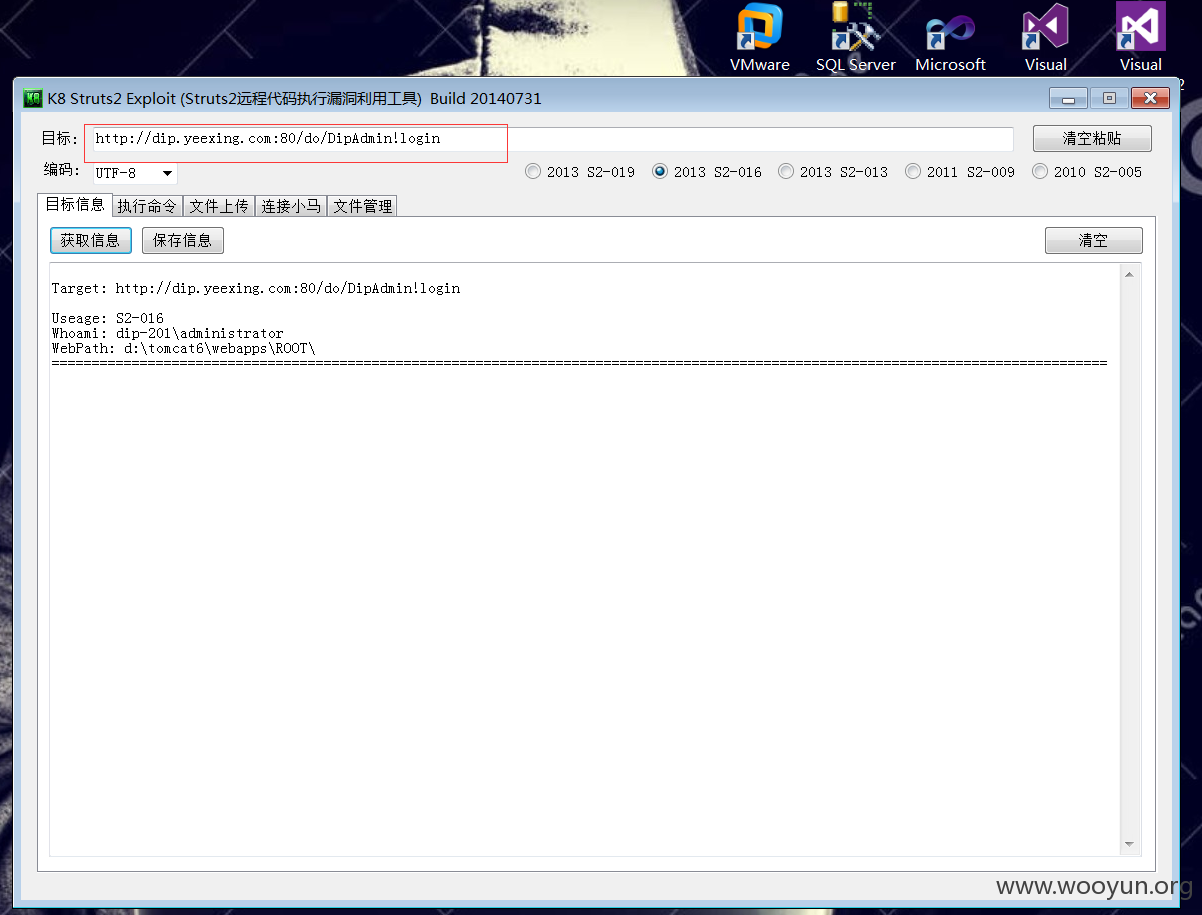 VMware SQL Server Microsoft Visual Visual
2
K8 Struts2 Exploit (Struts2远程代码执行漏洞利用工具) Build 20140731
目标: http://dip.yeexing.com:80/do/DipAdmin!login 清空粘贴
编码: UTF-8 2013 S2-019 2013 S2-016 2013 S2-013 2011 S2-009 2010 S2-005
目标信息 执行命令 文件上传 连接小马 文件管理
获取信息 保存信息 清空
Target: http://dip.yeexing.com:80/do/DipAdmin!login
Useage: S2-016
Whoami: dip-201\administrator
WebPath: d:\tomcat6\webapps\ROOT\
====================================================================================================================================
www.wooyun.org